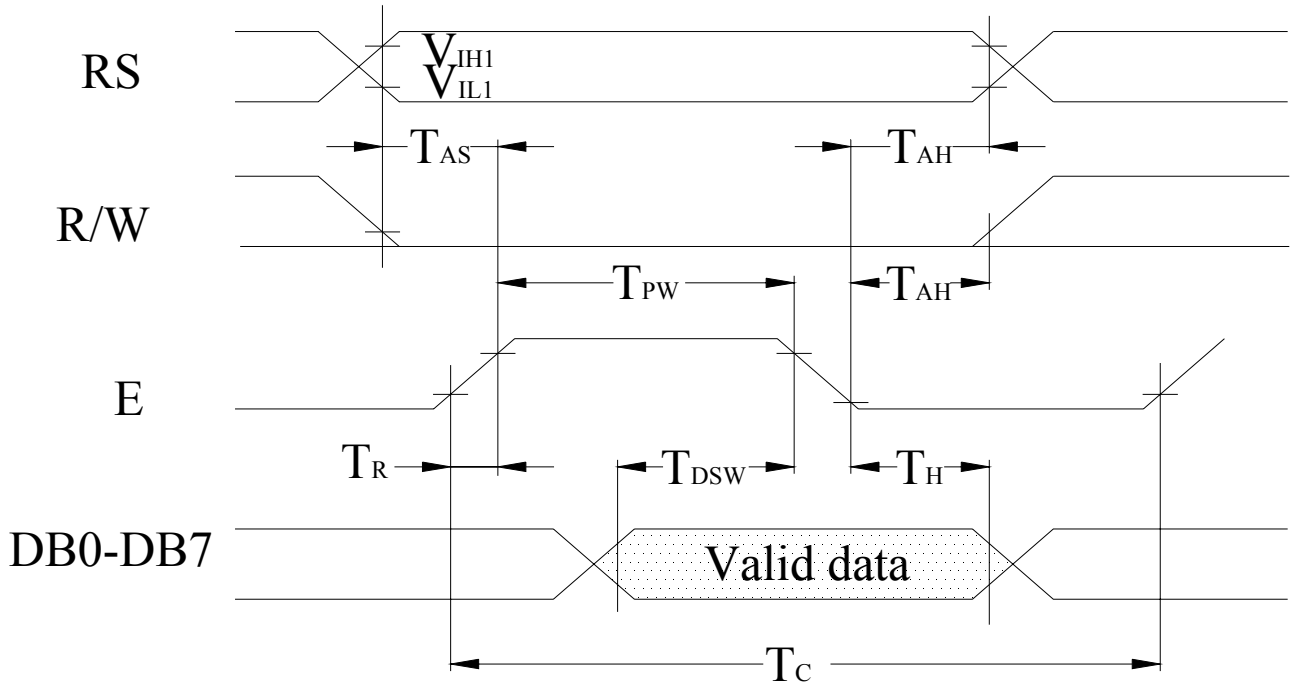 RS
VIH1
VIL1
TAS
TAH
R/W
TPW
TAH
E
TR
TDSW
TH
DB0-DB7
Valid data
TC